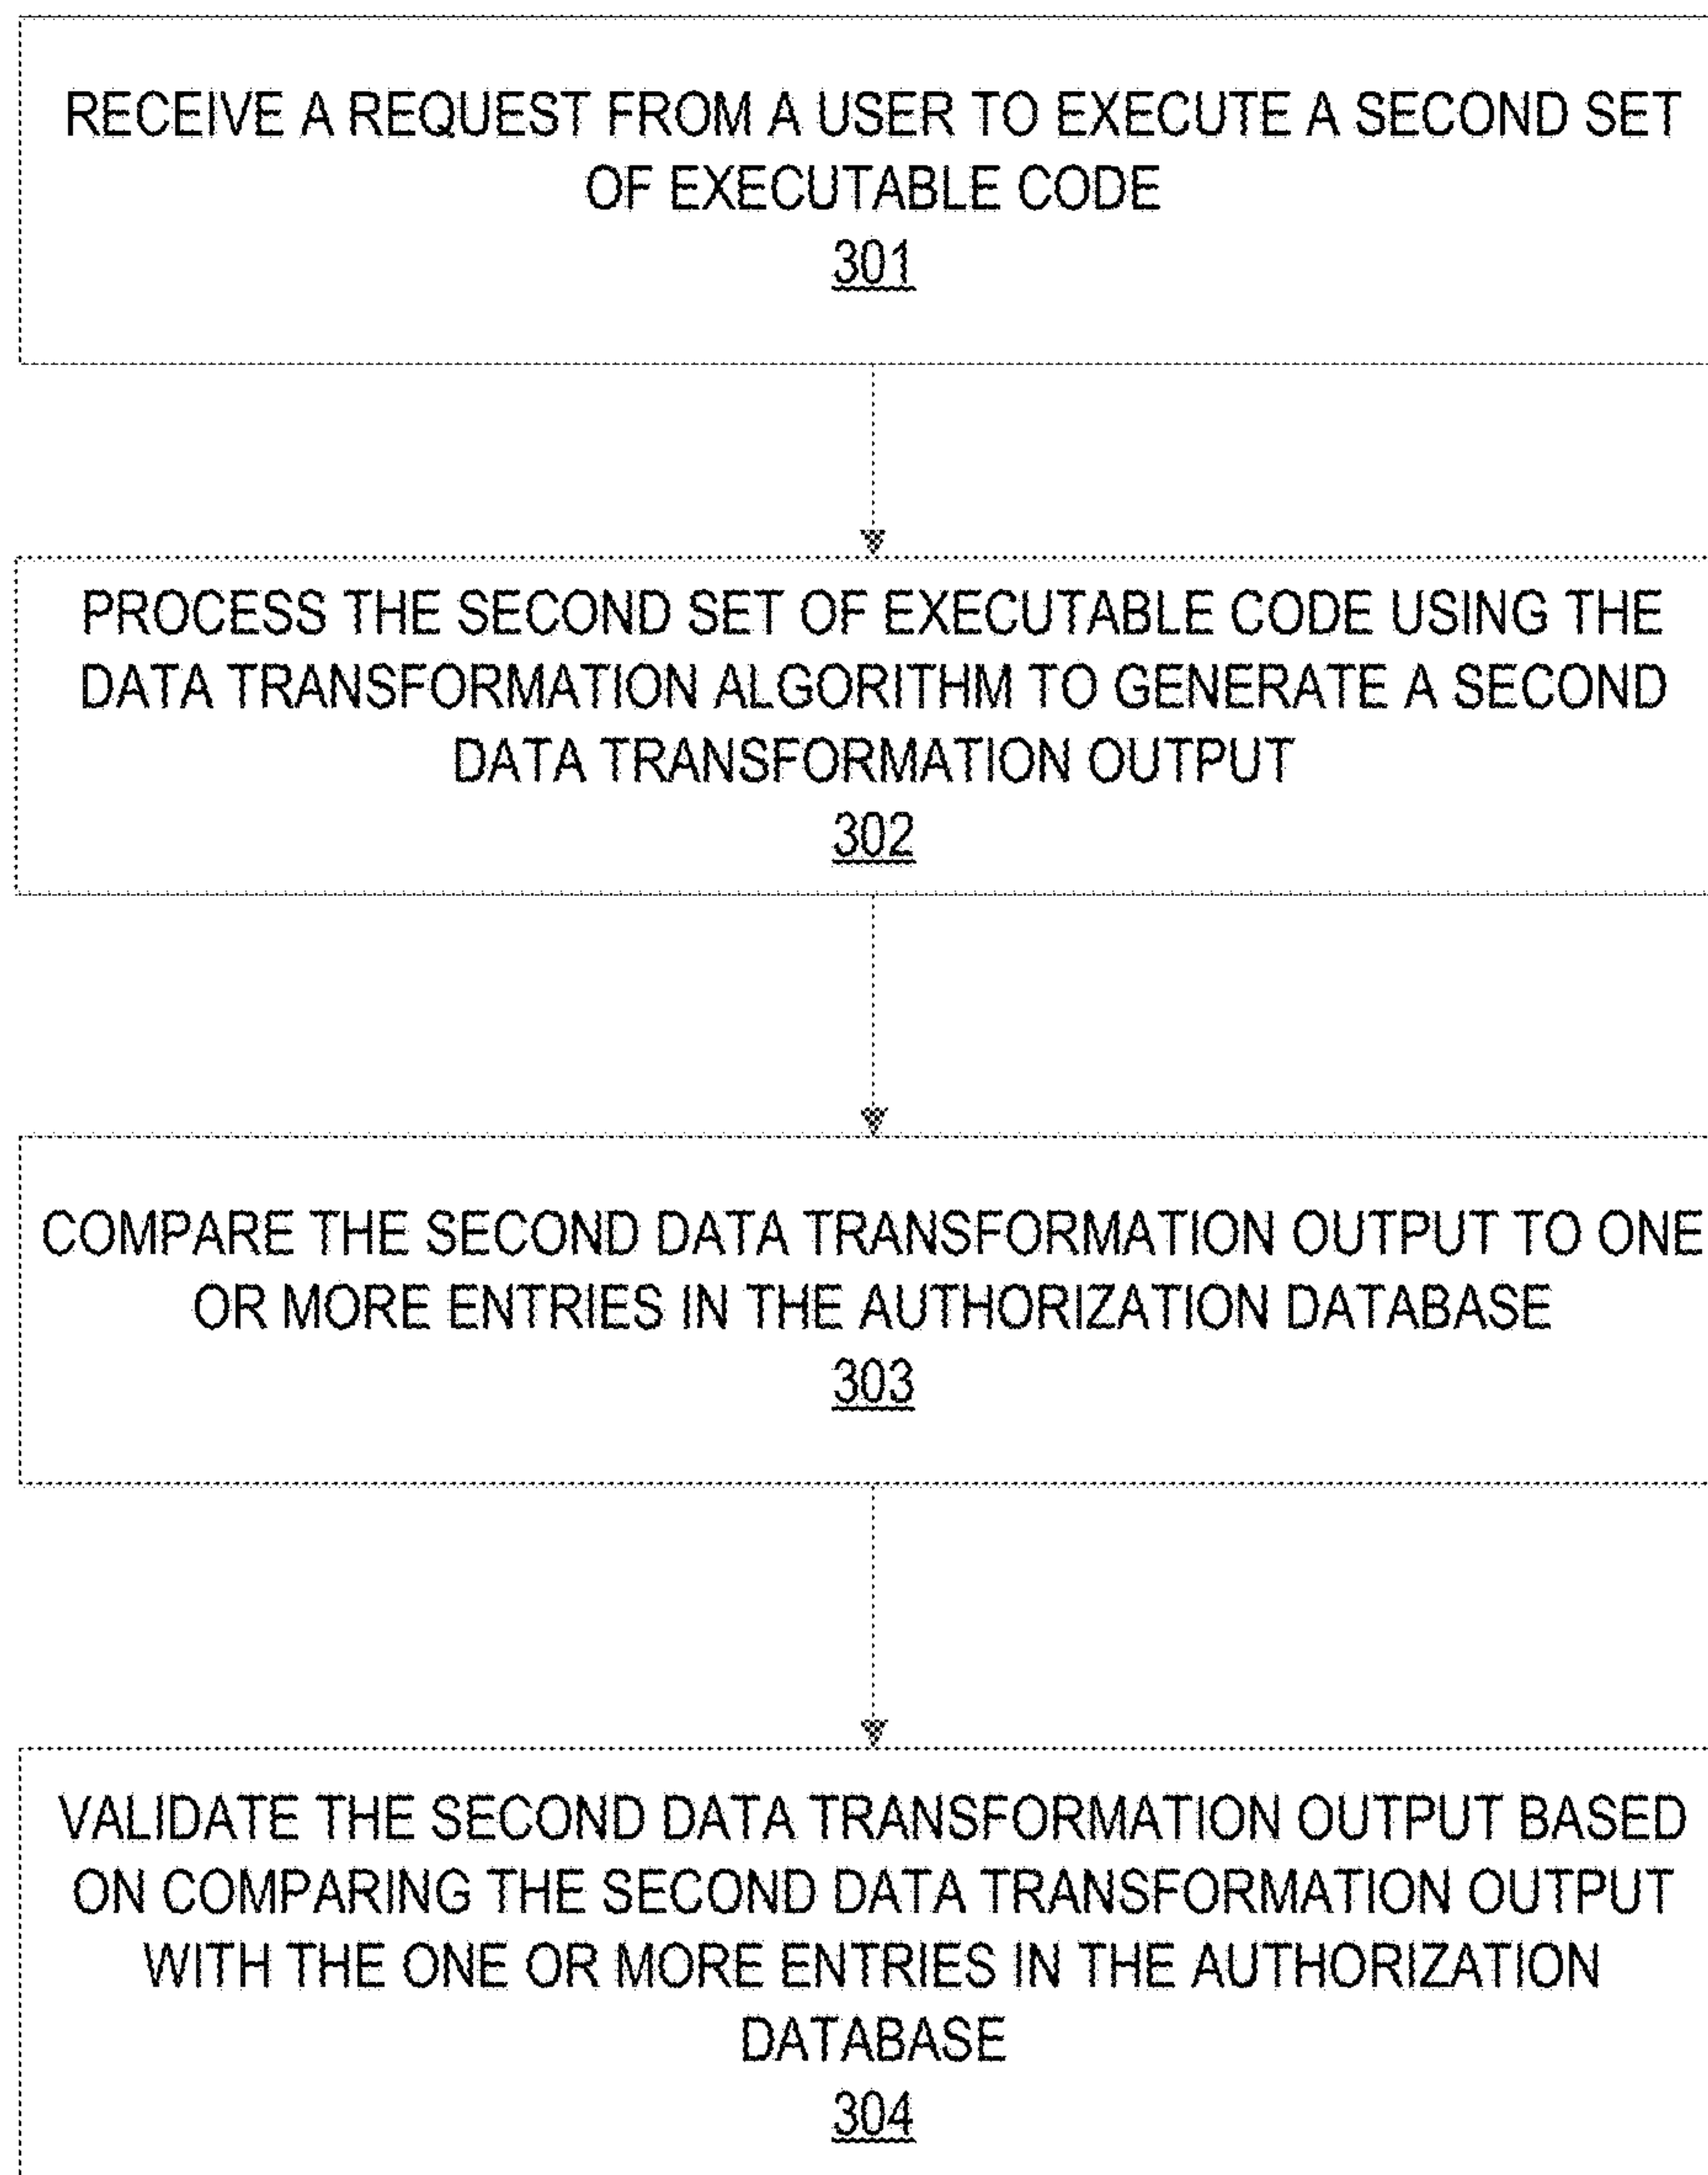 RECEIVE A REQUEST FROM A USER TO EXECUTE A SECOND SET
OF EXECUTABLE CODE
301
PROCESS THE SECOND SET OF EXECUTABLE CODE USING THE
DATA TRANSFORMATION ALGORITHM TO GENERATE A SECOND
DATA TRANSFORMATION OUTPUT
302
COMPARE THE SECOND DATA TRANSFORMATION OUTPUT TO ONE
OR MORE ENTRIES IN THE AUTHORIZATION DATABASE
303
VALIDATE THE SECOND DATA TRANSFORMATION OUTPUT BASED
ON COMPARING THE SECOND DATA TRANSFORMATION OUTPUT
WITH THE ONE OR MORE ENTRIES IN THE AUTHORIZATION
DATABASE
304